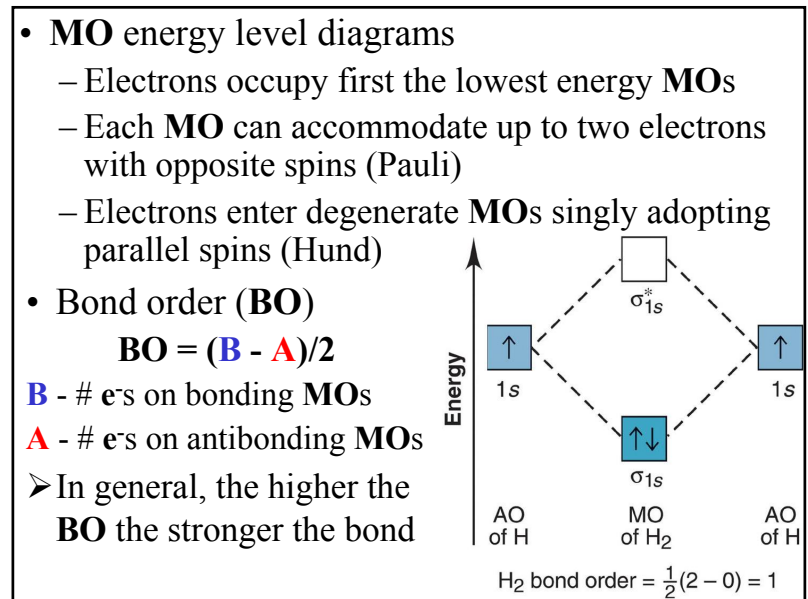 • MO energy level diagrams
– Electrons occupy first the lowest energy MOs
– Each MO can accommodate up to two electrons
with opposite spins (Pauli)
– Electrons enter degenerate MOs singly adopting
parallel spins (Hund)
• Bond order (BO)
BO = (B - A)/2
B - # e⁻s on bonding MOs
A - # e⁻s on antibonding MOs
➢ In general, the higher the
BO the stronger the bond
Energy
σ*1s
↑ ↑
1s 1s
↑↓
σ1s
AO MO AO
of H of H₂ of H
H₂ bond order = ½(2 – 0) = 1